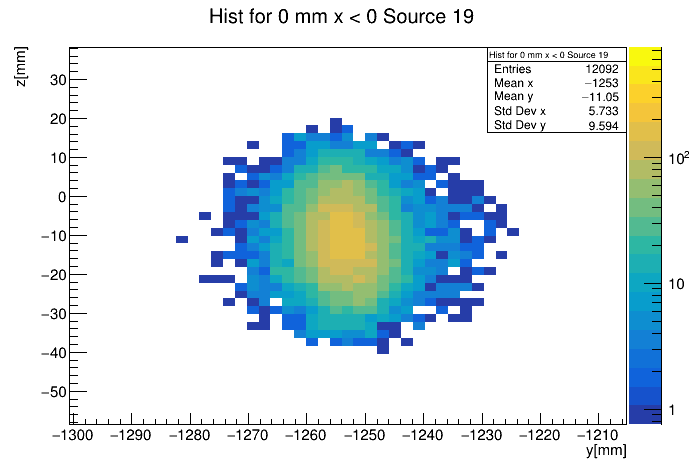 Hist for 0 mm x < 0 Source 19
z[mm]
Hist for 0 mm x < 0 Source 19
Entries 12092
Mean x −1253
Mean y −11.05
Std Dev x 5.733
Std Dev y 9.594
30
20
10
0
−10
−20
−30
−40
−50
10²
10
1
−1300 −1290 −1280 −1270 −1260 −1250 −1240 −1230 −1220 −1210
y[mm]